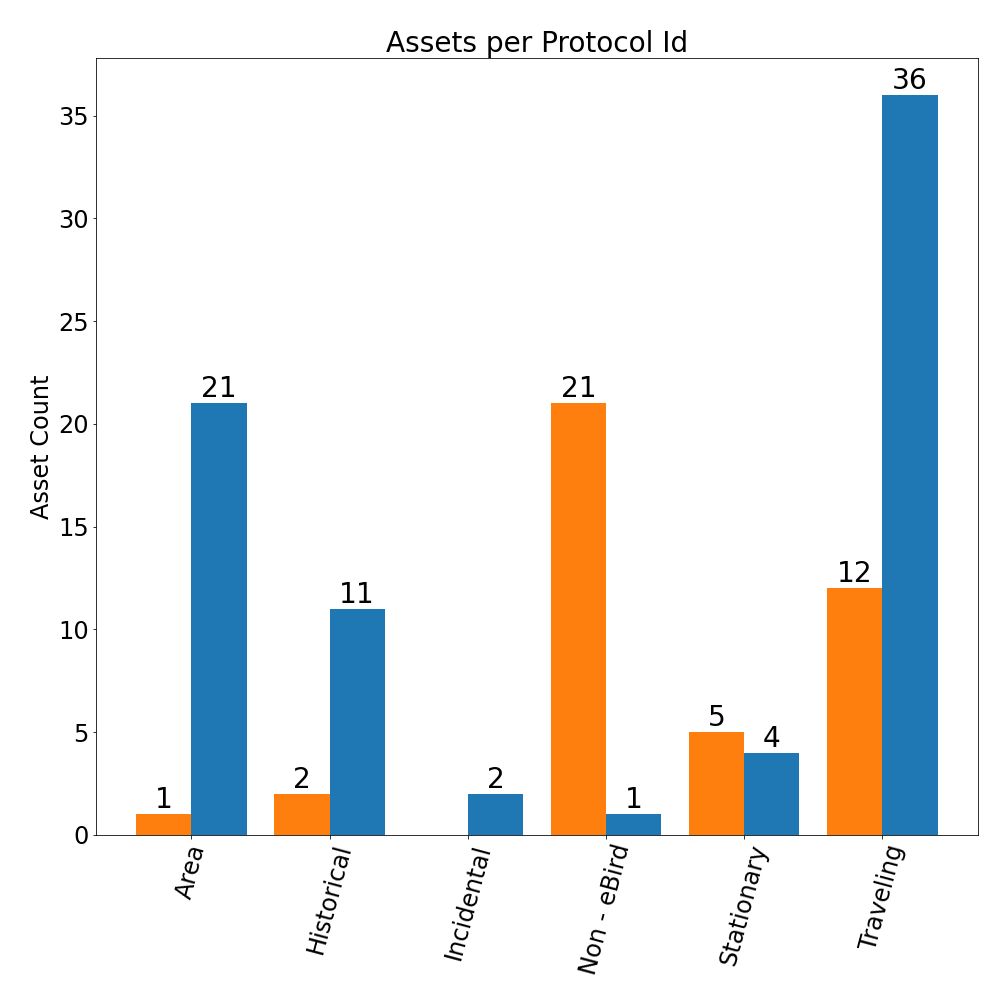 Assets per Protocol Id
Asset Count
35
30
25
20
15
10
5
0
1
21
2
11
2
21
1
5
4
12
36
Area
Historical
Incidental
Non - eBird
Stationary
Traveling